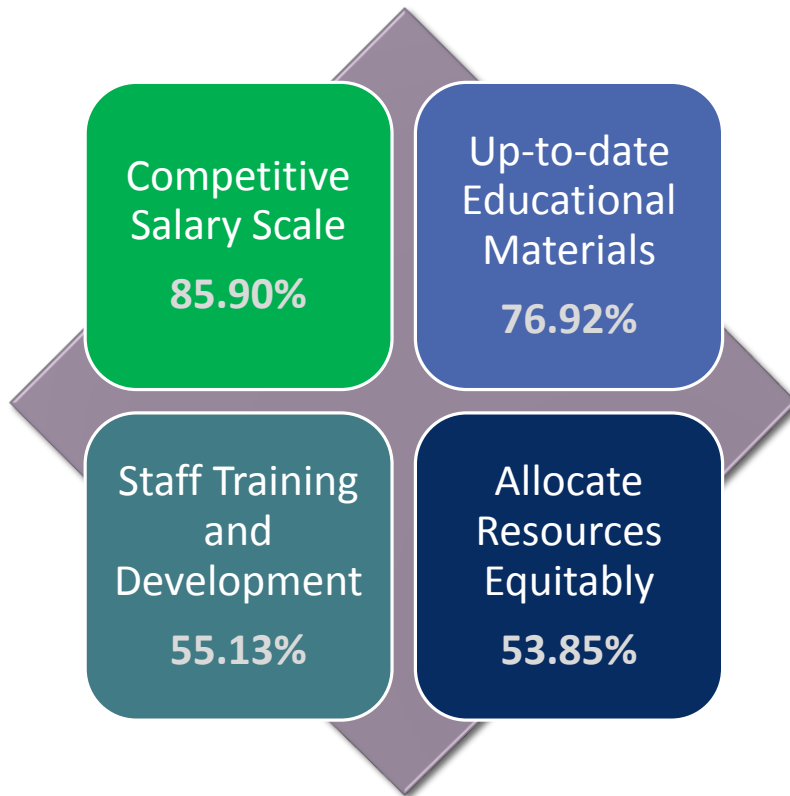 Competitive
Salary Scale
85.90%
Up-to-date
Educational
Materials
76.92%
Staff Training
and
Development
55.13%
Allocate
Resources
Equitably
53.85%